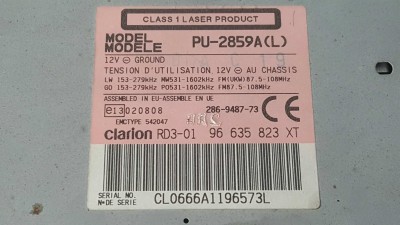 CLASS 1 LASER PRODUCT
MODEL
MODELE PU-2859A(L)
12V ⊖ GROUND
TENSION D'UTILISATION 12V ⊖ AU CHASSIS
LW 153-279kHz MW531-1602kHz FM(UKW)87.5-108MHz
GO 153-279kHz PO531-1602kHz FM87.5-108MHz
ASSEMBLED IN EU-ASSEMBLE EN UE
e13 020808 286-9487-73 CE
EMCTYPE 542047
clarion RD3-01 96 635 823 XT
SERIAL NO.
N° DE SERIE CL0666A1196573L